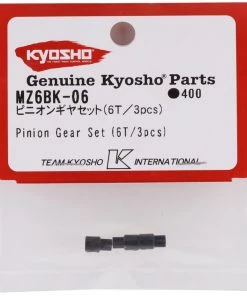 KYOSHO
Genuine Kyosho Parts
MZ6BK-06 ●400
ピニオンギヤセット(6T/3pcs)
Pinion Gear Set (6T/3pcs)
TEAM-KYOSHO K INTERNATIONAL